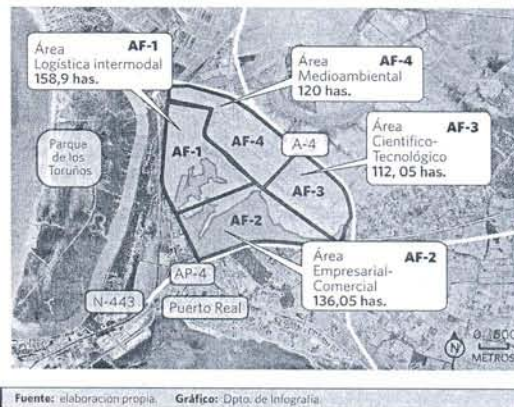 Área AF-1
Logística intermodal
158,9 has.
Área AF-4
Medioambiental
120 has.
A-4
Área AF-3
Científico-
Tecnológico
112, 05 has.
Parque
de los
Toruños
AF-1
AF-4
AF-3
AF-2
Área AF-2
Empresarial-
Comercial
136,05 has.
AP-4
N-443
Puerto Real
N
0 500
METROS
Fuente: elaboración propia. Gráfico: Dpto. de Infografía.